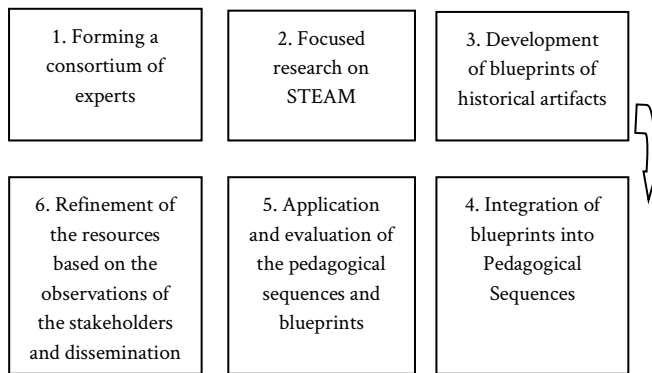 1. Forming a
consortium of
experts
2. Focused
research on
STEAM
3. Development
of blueprints of
historical artifacts
4. Integration of
blueprints into
Pedagogical
Sequences
5. Application
and evaluation of
the pedagogical
sequences and
blueprints
6. Refinement of
the resources
based on the
observations of
the stakeholders
and dissemination